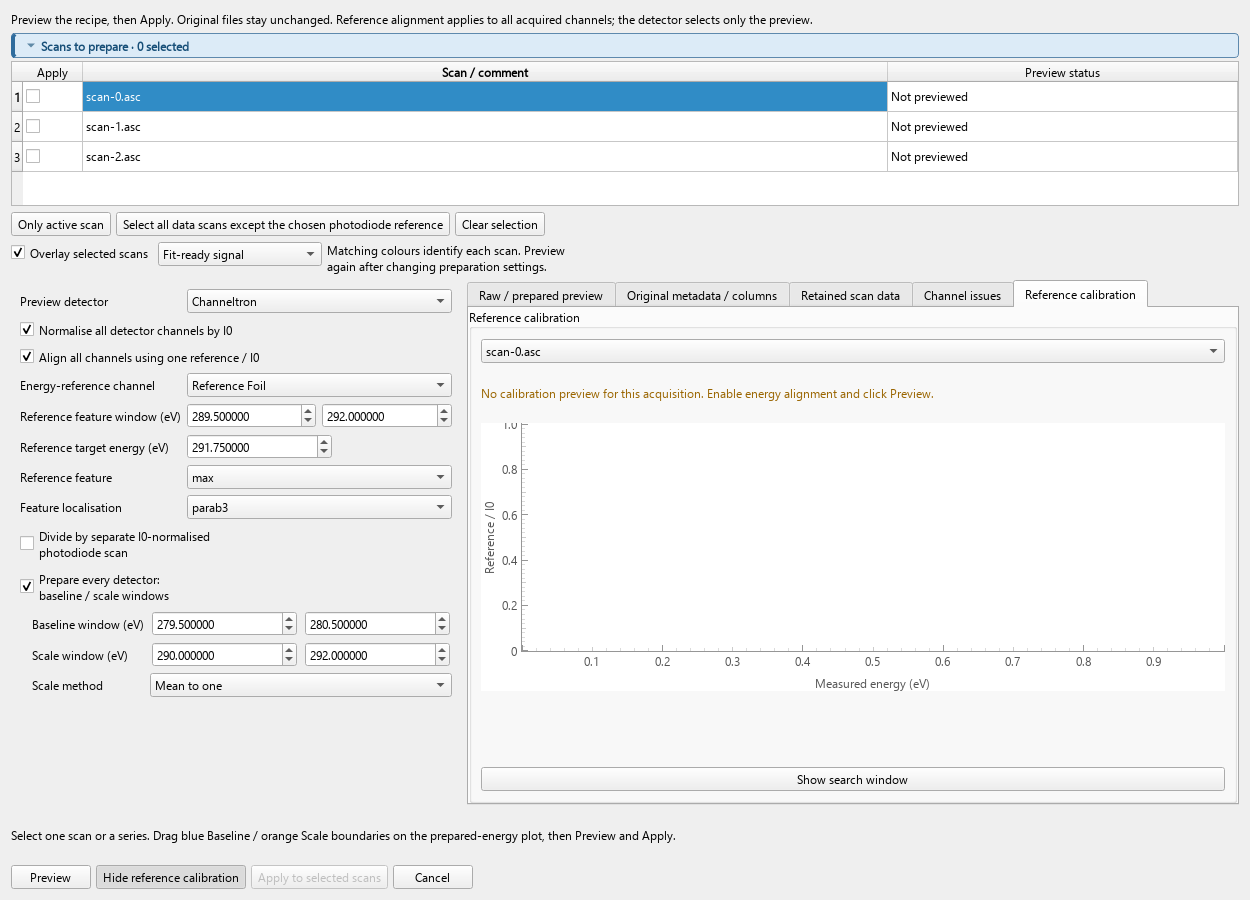 Preview the recipe, then Apply. Original files stay unchanged. Reference alignment applies to all acquired channels; the detector selects only the preview.
Scans to prepare · 0 selected
Apply Scan / comment Preview status
1 scan-0.asc Not previewed
2 scan-1.asc Not previewed
3 scan-2.asc Not previewed
Only active scan Select all data scans except the chosen photodiode reference Clear selection
Overlay selected scans Fit-ready signal Matching colours identify each scan. Preview
again after changing preparation settings.
Preview detector Channeltron
Normalise all detector channels by I0
Align all channels using one reference / I0
Energy-reference channel Reference Foil
Reference feature window (eV) 289.500000 292.000000
Reference target energy (eV) 291.750000
Reference feature max
Feature localisation parab3
Divide by separate I0-normalised
photodiode scan
Prepare every detector:
baseline / scale windows
Baseline window (eV) 279.500000 280.500000
Scale window (eV) 290.000000 292.000000
Scale method Mean to one
Raw / prepared preview Original metadata / columns Retained scan data Channel issues Reference calibration
Reference calibration
scan-0.asc
No calibration preview for this acquisition. Enable energy alignment and click Preview.
1.0
0.8
0.6
0.4
0.2
0
Reference / I0
0.1 0.2 0.3 0.4 0.5 0.6 0.7 0.8 0.9
Measured energy (eV)
Show search window
Select one scan or a series. Drag blue Baseline / orange Scale boundaries on the prepared-energy plot, then Preview and Apply.
Preview Hide reference calibration Apply to selected scans Cancel